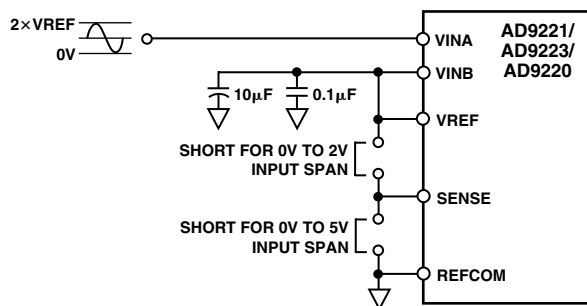 2×VREF
0V
VINA
AD9221/
AD9223/
AD9220
VINB
10µF
0.1µF
VREF
SHORT FOR 0V TO 2V
INPUT SPAN
SENSE
SHORT FOR 0V TO 5V
INPUT SPAN
REFCOM